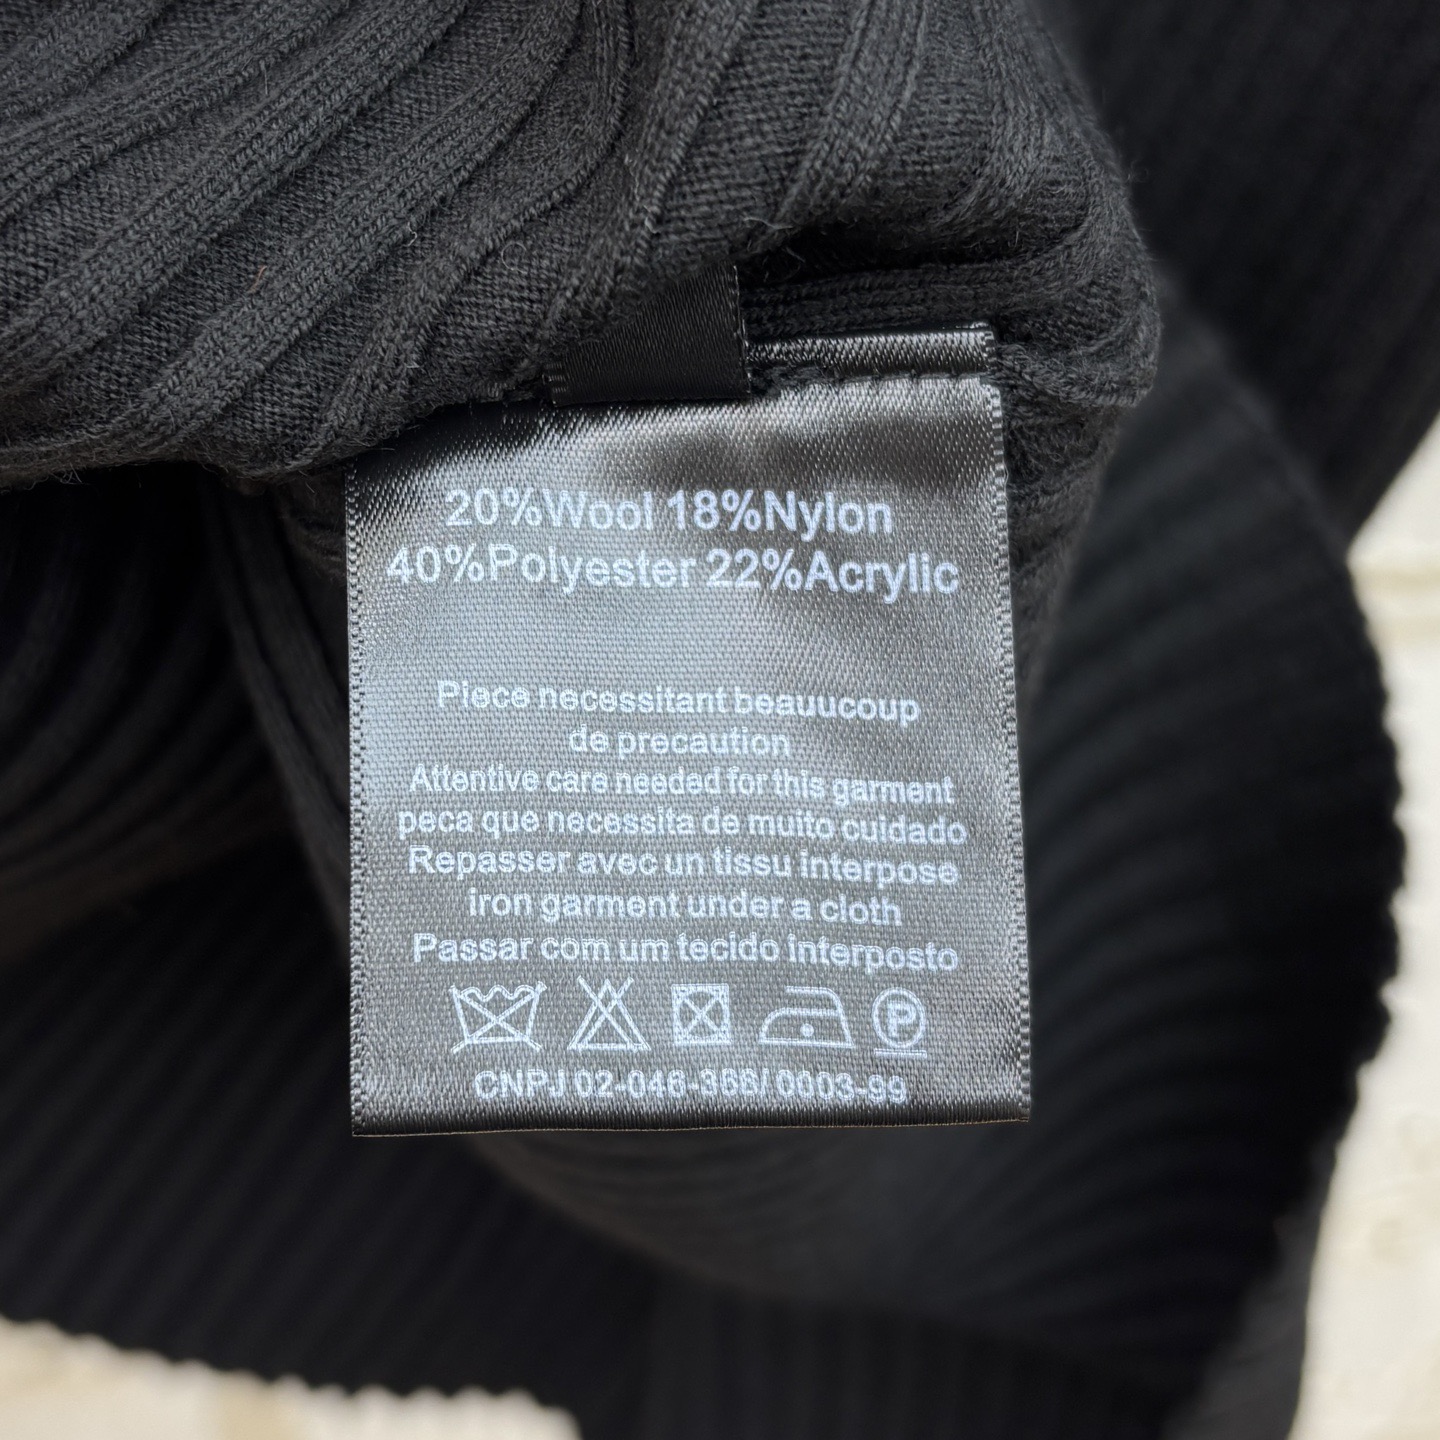 20%Wool 18%Nylon
40%Polyester 22%Acrylic
Piece necessitant beauucoup
de precaution
Attentive care needed for this garment
peca que necessita de muito cuidado
Repasser avec un tissu interpose
iron garment under a cloth
Passar com um tecido interposto
P
CNPJ 02-046-366/ 0003-99